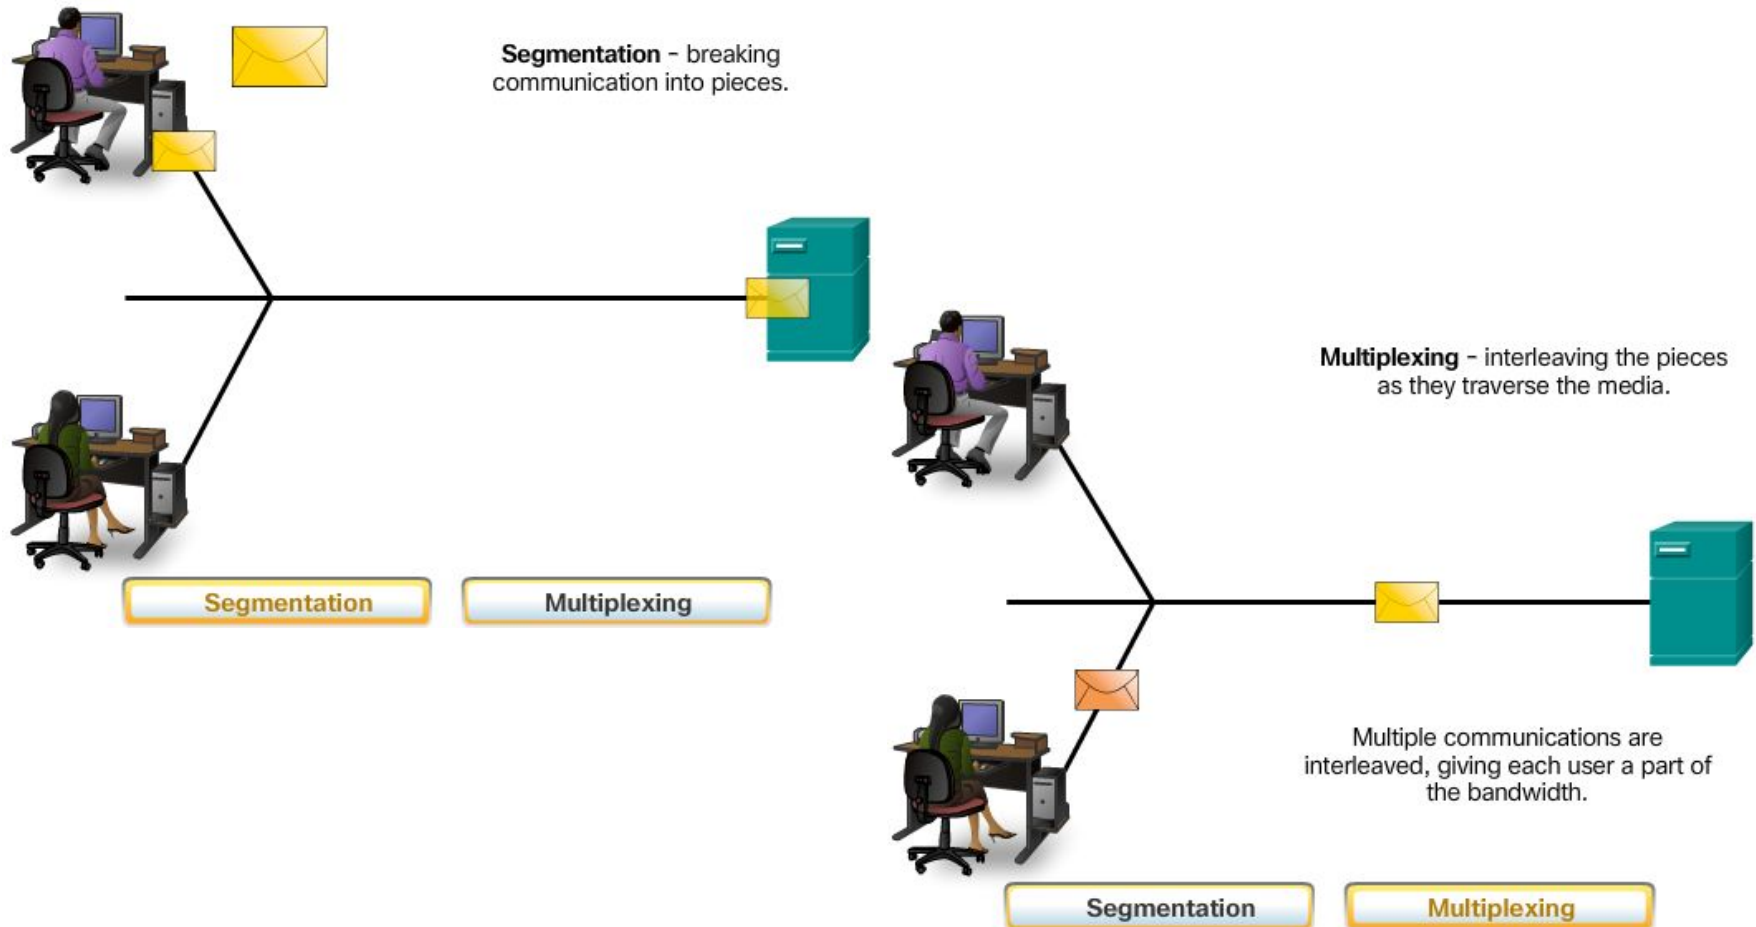 Segmentation - breaking
communication into pieces.
Segmentation
Multiplexing
Multiplexing - interleaving the pieces
as they traverse the media.
Multiple communications are
interleaved, giving each user a part of
the bandwidth.
Segmentation
Multiplexing